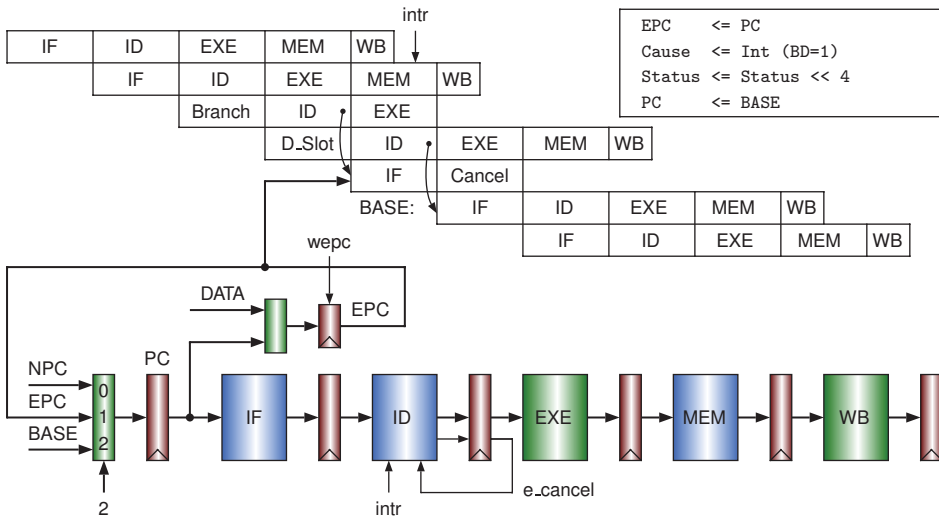 intr
EPC <= PC
Cause <= Int (BD=1)
Status <= Status << 4
PC <= BASE
IF ID EXE MEM WB
IF ID EXE MEM WB
Branch ID EXE
D_Slot ID EXE MEM WB
IF Cancel
BASE: IF ID EXE MEM WB
IF ID EXE MEM WB
wepc
DATA
EPC
NPC
PC
EPC
BASE
0
1
2
IF ID EXE MEM WB
e_cancel
2
intr